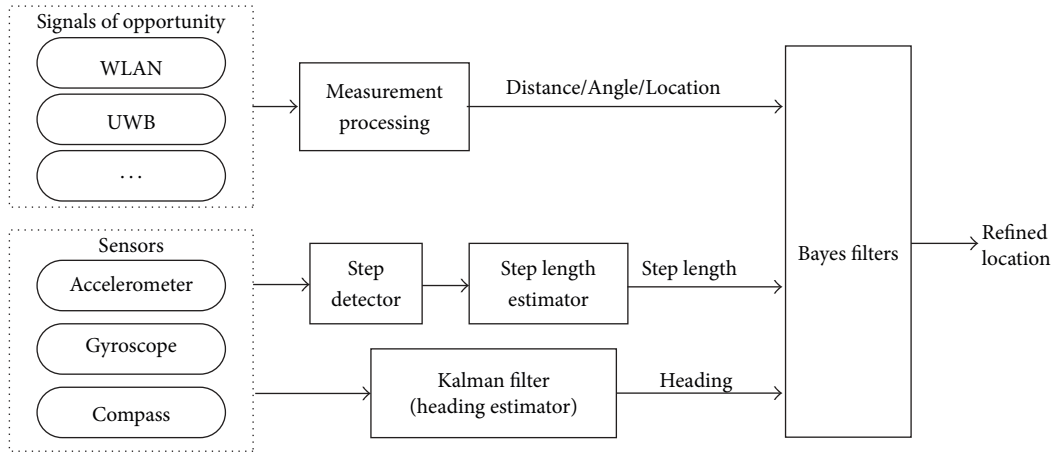 Signals of opportunity
WLAN
UWB
...
Measurement
processing
Distance/Angle/Location
Sensors
Accelerometer
Gyroscope
Compass
Step
detector
Step length
estimator
Step length
Kalman filter
(heading estimator)
Heading
Bayes filters
Refined
location